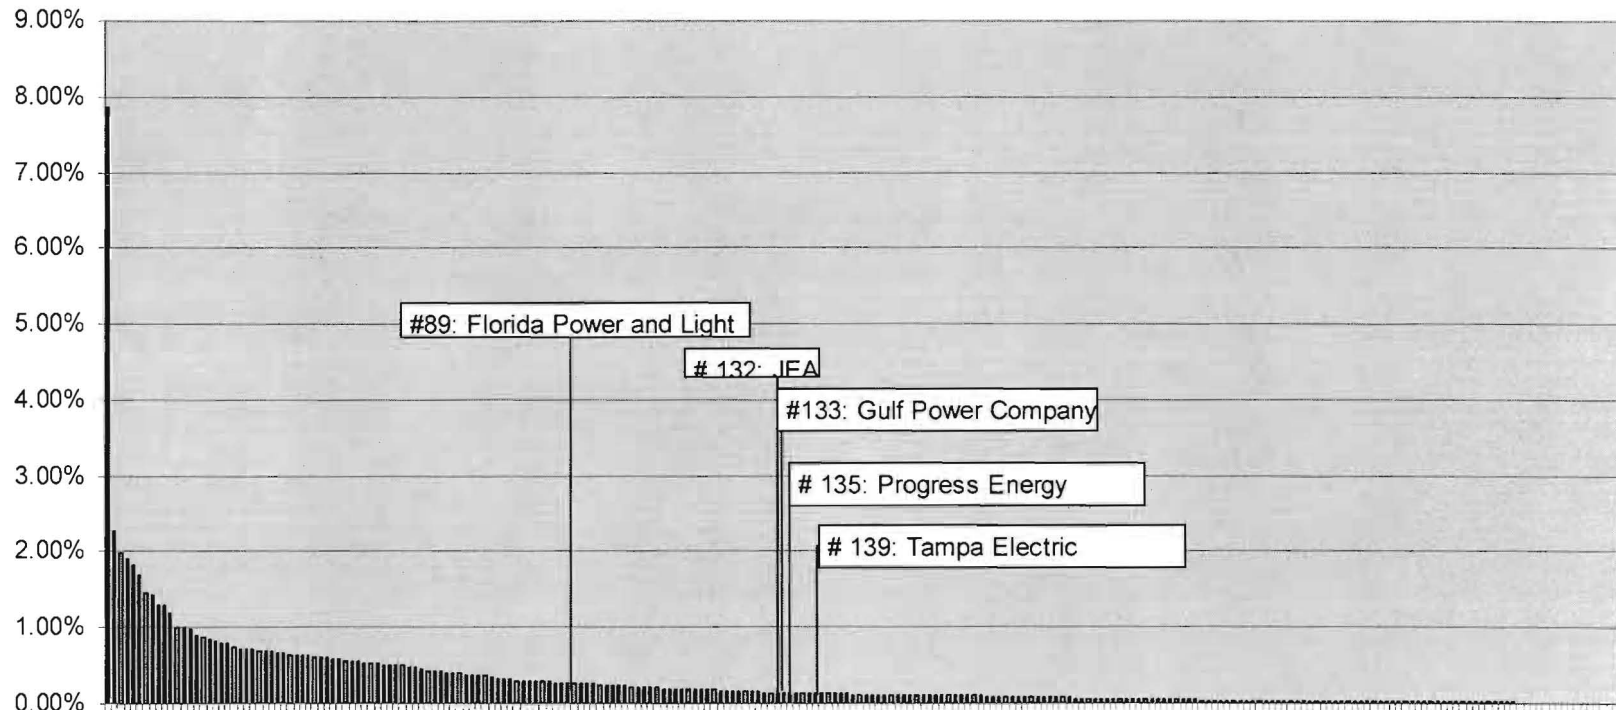 9.00%
8.00%
7.00%
6.00%
5.00%
4.00%
3.00%
2.00%
1.00%
0.00%
#89: Florida Power and Light
# 132: JEA
#133: Gulf Power Company
# 135: Progress Energy
# 139: Tampa Electric